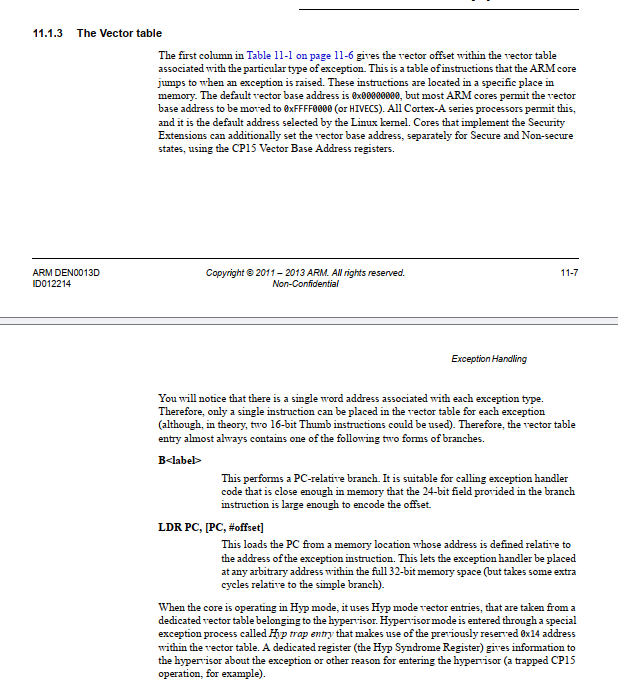 11.1.3 The Vector table
The first column in Table 11-1 on page 11-6 gives the vector offset within the vector table
associated with the particular type of exception. This is a table of instructions that the ARM core
jumps to when an exception is raised. These instructions are located in a specific place in
memory. The default vector base address is 0x00000000, but most ARM cores permit the vector
base address to be moved to 0xFFFF0000 (or HIVECS). All Cortex-A series processors permit this,
and it is the default address selected by the Linux kernel. Cores that implement the Security
Extensions can additionally set the vector base address, separately for Secure and Non-secure
states, using the CP15 Vector Base Address registers.
ARM DEN0013D Copyright © 2011 – 2013 ARM. All rights reserved. 11-7
ID012214 Non-Confidential
Exception Handling
You will notice that there is a single word address associated with each exception type.
Therefore, only a single instruction can be placed in the vector table for each exception
(although, in theory, two 16-bit Thumb instructions could be used). Therefore, the vector table
entry almost always contains one of the following two forms of branches.
B<label>
This performs a PC-relative branch. It is suitable for calling exception handler
code that is close enough in memory that the 24-bit field provided in the branch
instruction is large enough to encode the offset.
LDR PC, [PC, #offset]
This loads the PC from a memory location whose address is defined relative to
the address of the exception instruction. This lets the exception handler be placed
at any arbitrary address within the full 32-bit memory space (but takes some extra
cycles relative to the simple branch).
When the core is operating in Hyp mode, it uses Hyp mode vector entries, that are taken from a
dedicated vector table belonging to the hypervisor. Hypervisor mode is entered through a special
exception process called Hyp trap entry that makes use of the previously reserved 0x14 address
within the vector table. A dedicated register (the Hyp Syndrome Register) gives information to
the hypervisor about the exception or other reason for entering the hypervisor (a trapped CP15
operation, for example).